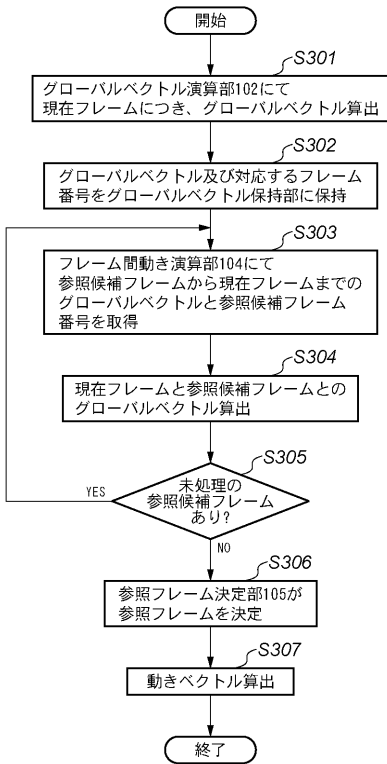 開始
S301
グローバルベクトル演算部102にて
現在フレームにつき、グローバルベクトル算出
S302
グローバルベクトル及び対応するフレーム
番号をグローバルベクトル保持部に保持
S303
フレーム間動き演算部104にて
参照候補フレームから現在フレームまでの
グローバルベクトルと参照候補フレーム
番号を取得
S304
現在フレームと参照候補フレームとの
グローバルベクトル算出
S305
未処理の
参照候補フレーム
あり?
YES
NO
S306
参照フレーム決定部105が
参照フレームを決定
S307
動きベクトル算出
終了